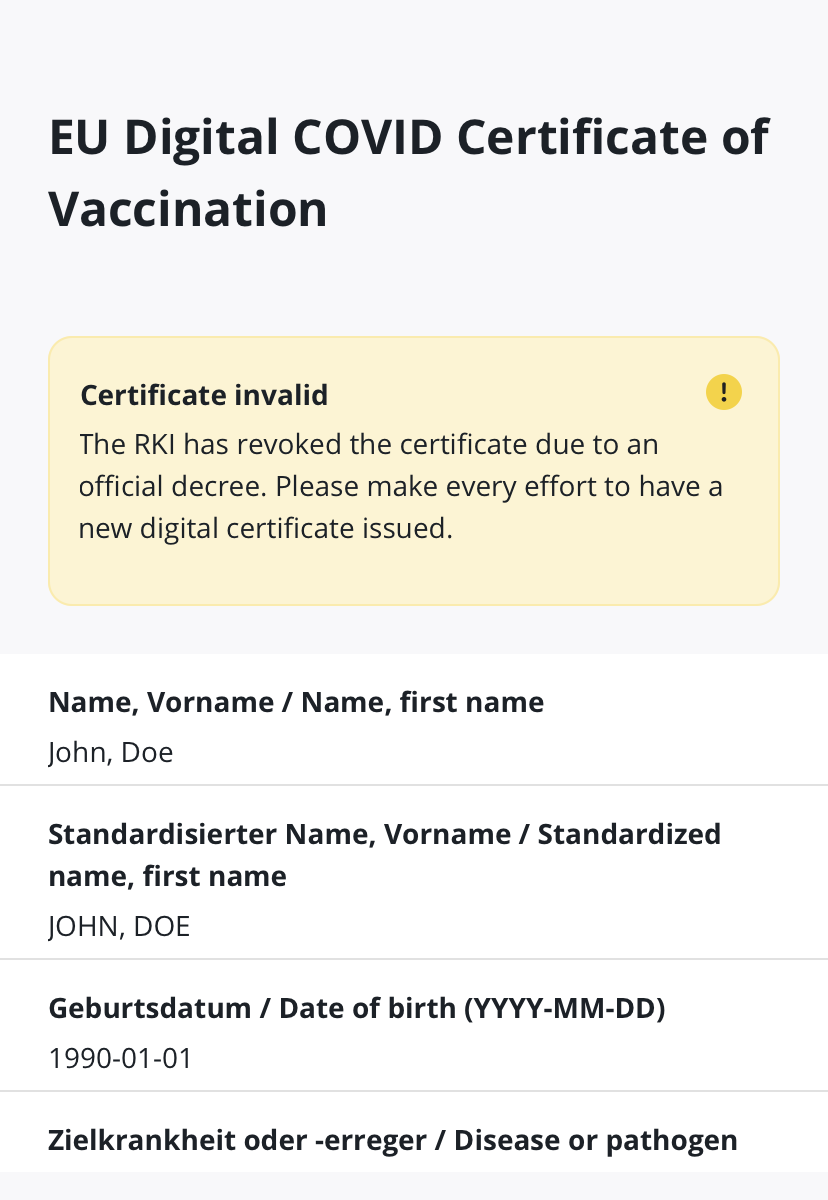 EU Digital COVID Certificate of
Vaccination
Certificate invalid
!
The RKI has revoked the certificate due to an
official decree. Please make every effort to have a
new digital certificate issued.
Name, Vorname / Name, first name
John, Doe
Standardisierter Name, Vorname / Standardized
name, first name
JOHN, DOE
Geburtsdatum / Date of birth (YYYY-MM-DD)
1990-01-01
Zielkrankheit oder -erreger / Disease or pathogen